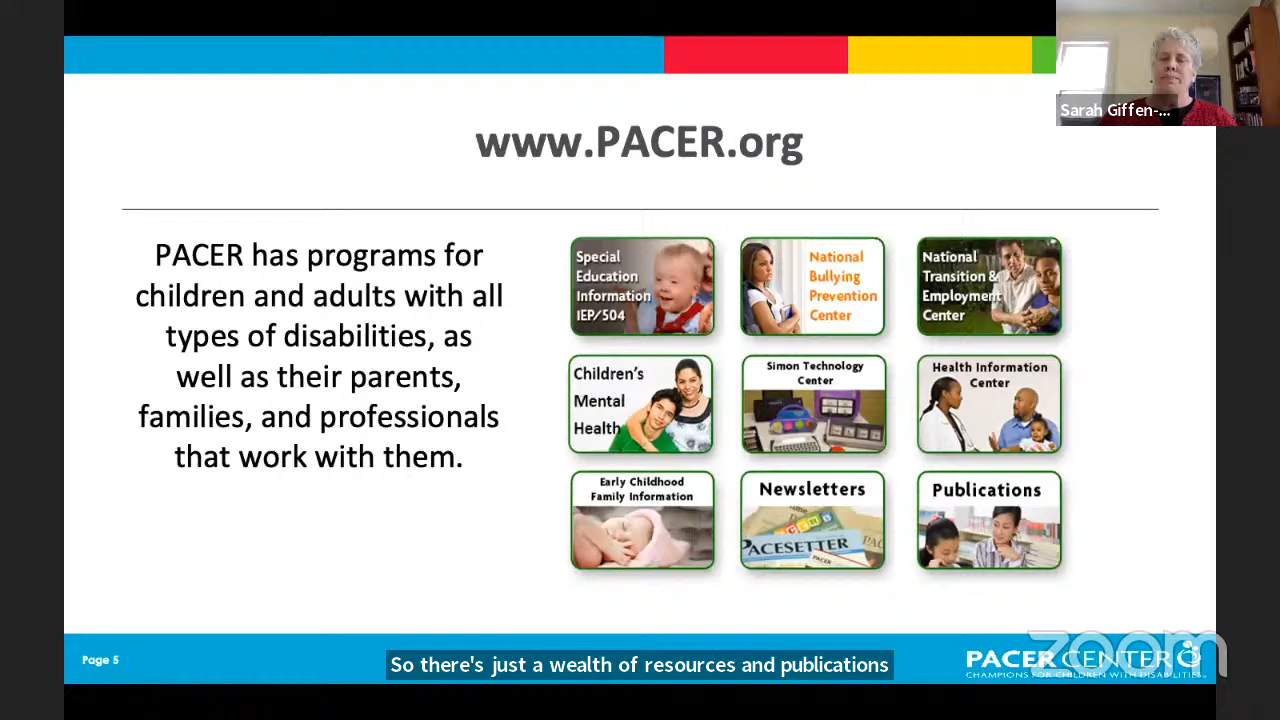 Sarah Giffen-...
www.PACER.org
PACER has programs for
children and adults with all
types of disabilities, as
well as their parents,
families, and professionals
that work with them.
Special
Education
Information
IEP/504
National
Bullying
Prevention
Center
National
Transition &
Employment
Center
Children's
Mental
Health
Simon Technology
Center
Health Information
Center
Early Childhood
Family Information
Newsletters
PACESETTER
PACER
Publications
Page 5
So there's just a wealth of resources and publications
PACER CENTER
CHAMPIONS FOR CHILDREN WITH DISABILITIES
zoom